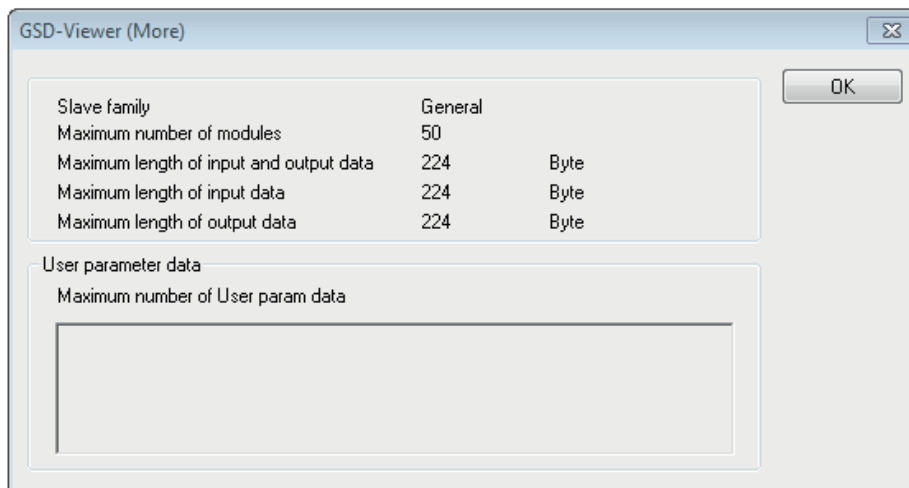 GSD-Viewer (More)
OK
Slave family General
Maximum number of modules 50
Maximum length of input and output data 224 Byte
Maximum length of input data 224 Byte
Maximum length of output data 224 Byte
User parameter data
Maximum number of User param data